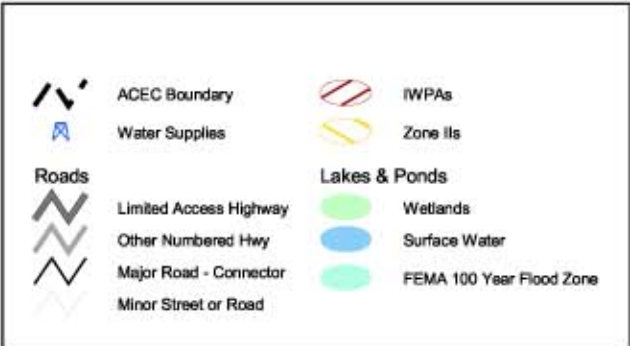 ACEC Boundary
Water Supplies
Roads
Limited Access Highway
Other Numbered Hwy
Major Road - Connector
Minor Street or Road
IWPAs
Zone IIs
Lakes & Ponds
Wetlands
Surface Water
FEMA 100 Year Flood Zone